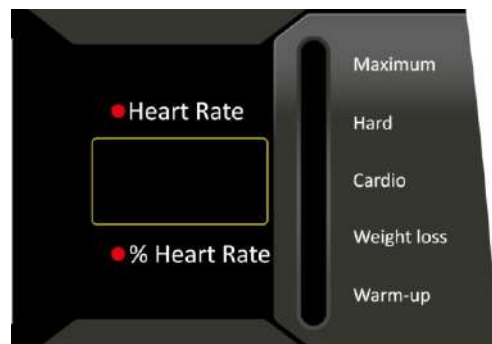 Heart Rate
% Heart Rate
Maximum
Hard
Cardio
Weight loss
Warm-up